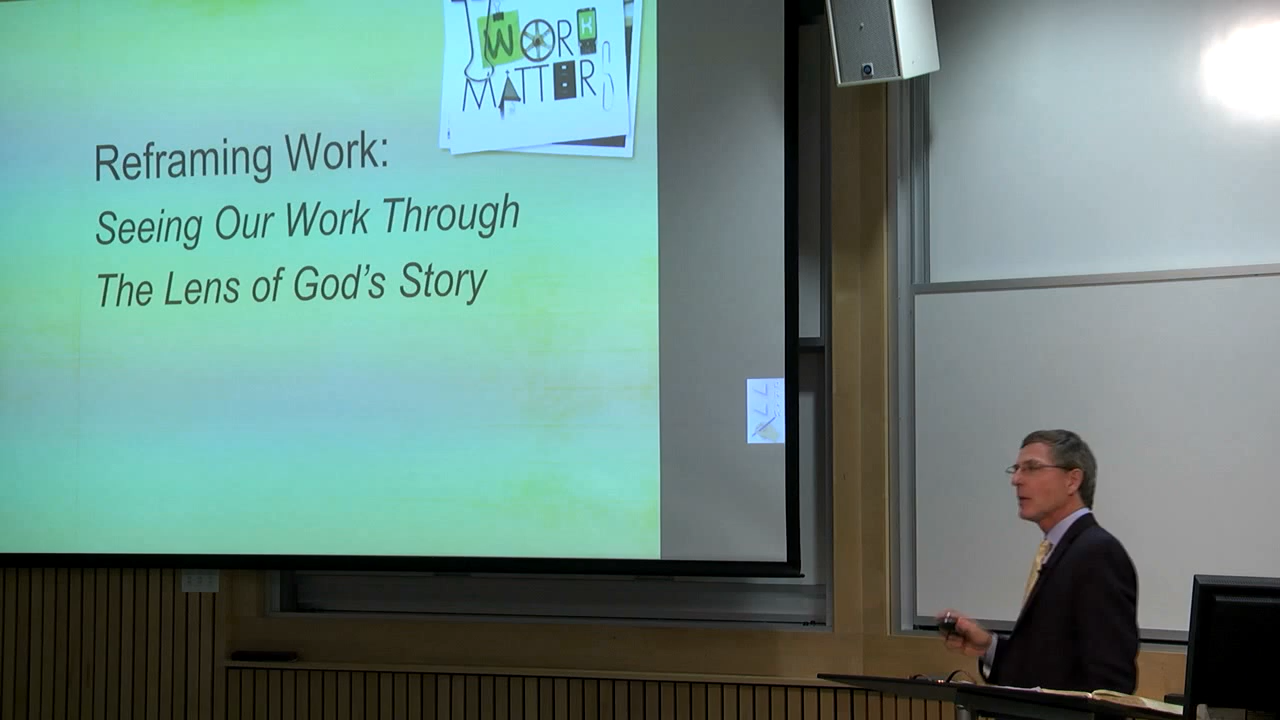 WORK
MATTERS
Reframing Work:
Seeing Our Work Through
The Lens of God's Story